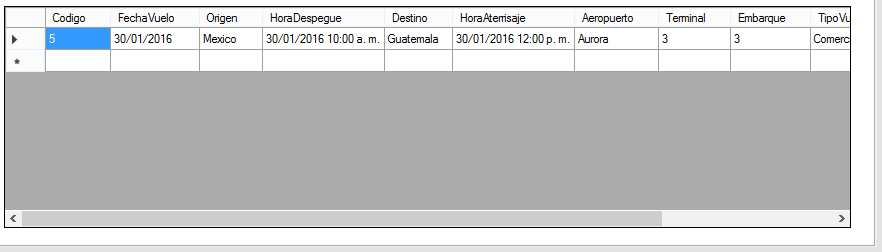 Codigo FechaVuelo Origen HoraDespegue Destino HoraAterrisaje Aeropuerto Terminal Embarque TipoVu
5 30/01/2016 Mexico 30/01/2016 10:00 a. m. Guatemala 30/01/2016 12:00 p. m. Aurora 3 3 Comerc
*